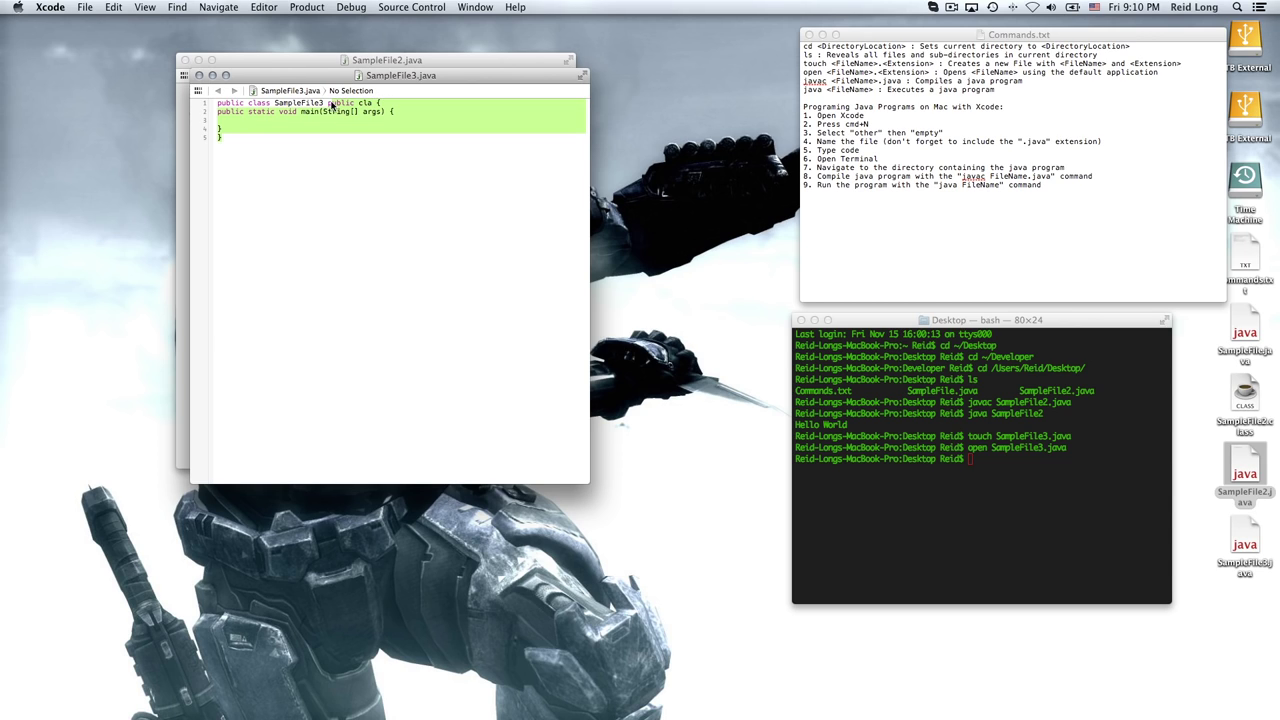 Xcode File Edit View Find Navigate Editor Product Debug Source Control Window Help
Fri 9:10 PM Reid Long
SampleFile2.java
SampleFile3.java
SampleFile3.java No Selection
1 public class SampleFile3 public cla {
2 public static void main(String[] args) {
3
4 }
5 }
Commands.txt
cd <DirectoryLocation> : Sets current directory to <DirectoryLocation>
ls : Reveals all files and sub-directories in current directory
touch <FileName>.<Extension> : Creates a new File with <FileName> and <Extension>
open <FileName>.<Extension> : Opens <FileName> using the default application
javac <FileName>.java : Compiles a java program
java <FileName> : Executes a java program
Programing Java Programs on Mac with Xcode:
1. Open Xcode
2. Press cmd+N
3. Select "other" then "empty"
4. Name the file (don't forget to include the ".java" extension)
5. Type code
6. Open Terminal
7. Navigate to the directory containing the java program
8. Compile java program with the "javac FileName.java" command
9. Run the program with the "java FileName" command
Desktop — bash — 80×24
Last login: Fri Nov 15 16:00:13 on ttys000
Reid-Longs-MacBook-Pro:~ Reid$ cd ~/Desktop
Reid-Longs-MacBook-Pro:Desktop Reid$ cd ~/Developer
Reid-Longs-MacBook-Pro:Developer Reid$ cd /Users/Reid/Desktop/
Reid-Longs-MacBook-Pro:Desktop Reid$ ls
Commands.txt SampleFile.java SampleFile2.java
Reid-Longs-MacBook-Pro:Desktop Reid$ javac SampleFile2.java
Reid-Longs-MacBook-Pro:Desktop Reid$ java SampleFile2
Hello World
Reid-Longs-MacBook-Pro:Desktop Reid$ touch SampleFile3.java
Reid-Longs-MacBook-Pro:Desktop Reid$ open SampleFile3.java
Reid-Longs-MacBook-Pro:Desktop Reid$
TB External
TB External
Time
Machine
TXT
mmands.tx
t
java
SampleFile.ja
va
CLASS
SampleFile2.c
lass
java
SampleFile2.j
ava
java
SampleFile3.j
ava